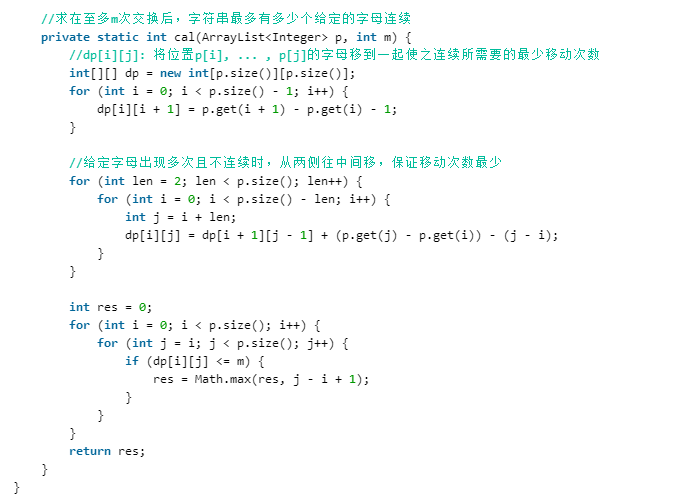 //求在至多m次交换后，字符串最多有多少个给定的字母连续
private static int cal(ArrayList<Integer> p, int m) {
//dp[i][j]: 将位置p[i], ... , p[j]的字母移到一起使之连续所需要的最少移动次数
int[][] dp = new int[p.size()][p.size()];
for (int i = 0; i < p.size() - 1; i++) {
dp[i][i + 1] = p.get(i + 1) - p.get(i) - 1;
}
//给定字母出现多次且不连续时，从两侧往中间移，保证移动次数最少
for (int len = 2; len < p.size(); len++) {
for (int i = 0; i < p.size() - len; i++) {
int j = i + len;
dp[i][j] = dp[i + 1][j - 1] + (p.get(j) - p.get(i)) - (j - i);
}
}
int res = 0;
for (int i = 0; i < p.size(); i++) {
for (int j = i; j < p.size(); j++) {
if (dp[i][j] <= m) {
res = Math.max(res, j - i + 1);
}
}
}
return res;
}
}